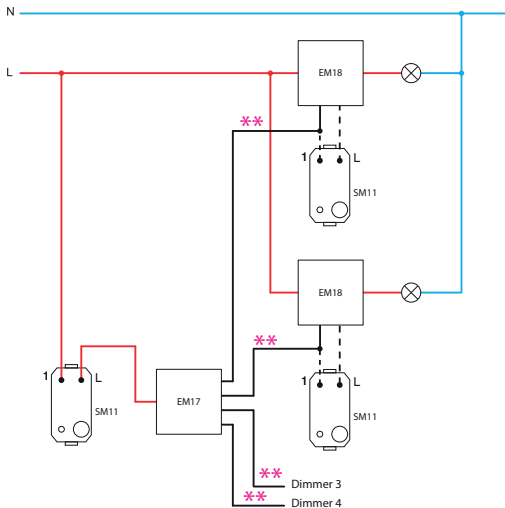 N
EM18
L
**
1 L
SM11
EM18
**
1 L
SM11
1 L
SM11
EM17
**
Dimmer 3
**
Dimmer 4